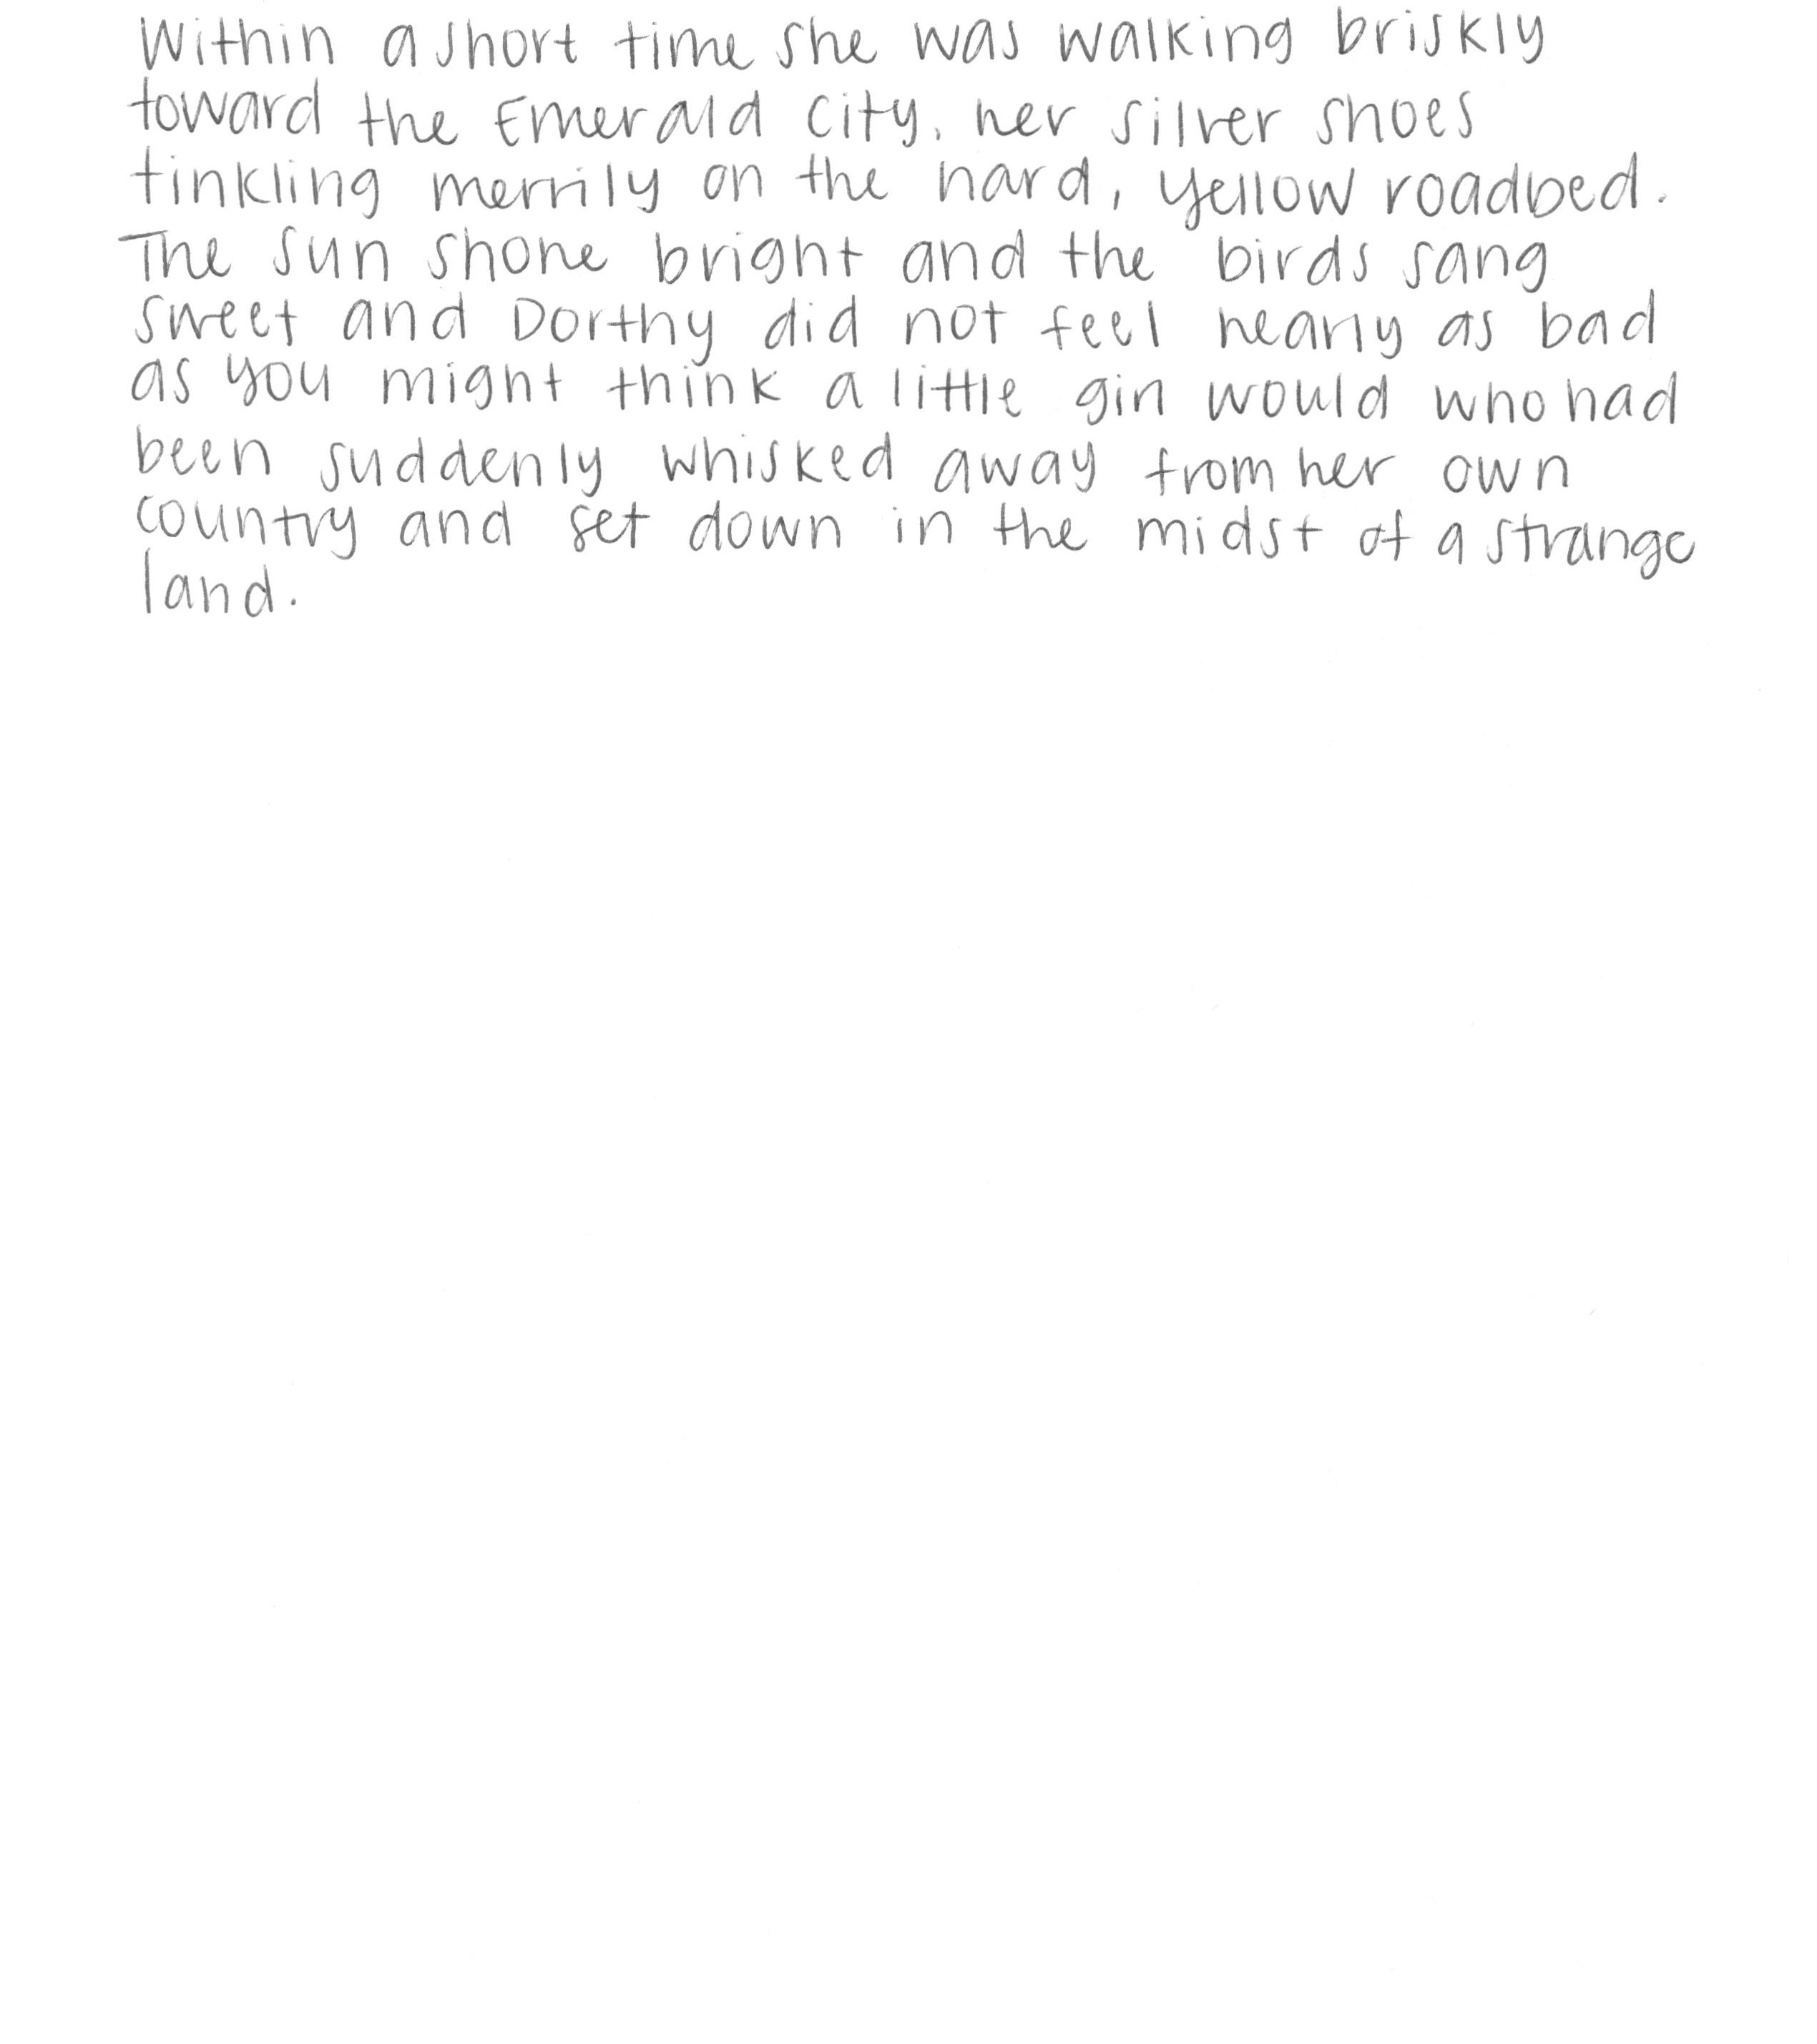 Within a short time she was walking briskly
toward the Emerald City, her silver shoes
tinkling merrily on the hard, yellow roadbed.
The sun shone bright and the birds sang
sweet and Dorthy did not feel nearly as bad
as you might think a little girl would who had
been suddenly whisked away from her own
country and set down in the midst of a strange
land.